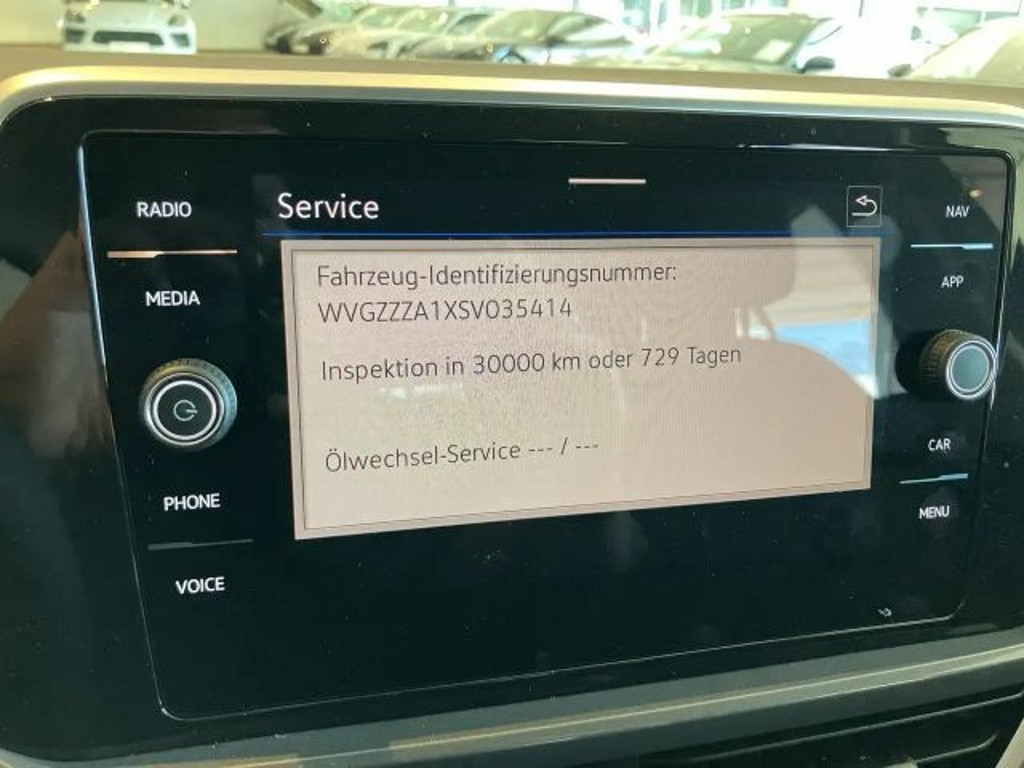 RADIO
MEDIA
PHONE
VOICE
Service
Fahrzeug-Identifizierungsnummer:
WVGZZZA1XSV035414
Inspektion in 30000 km oder 729 Tagen
Ölwechsel-Service --- / ---
NAV
APP
CAR
MENU